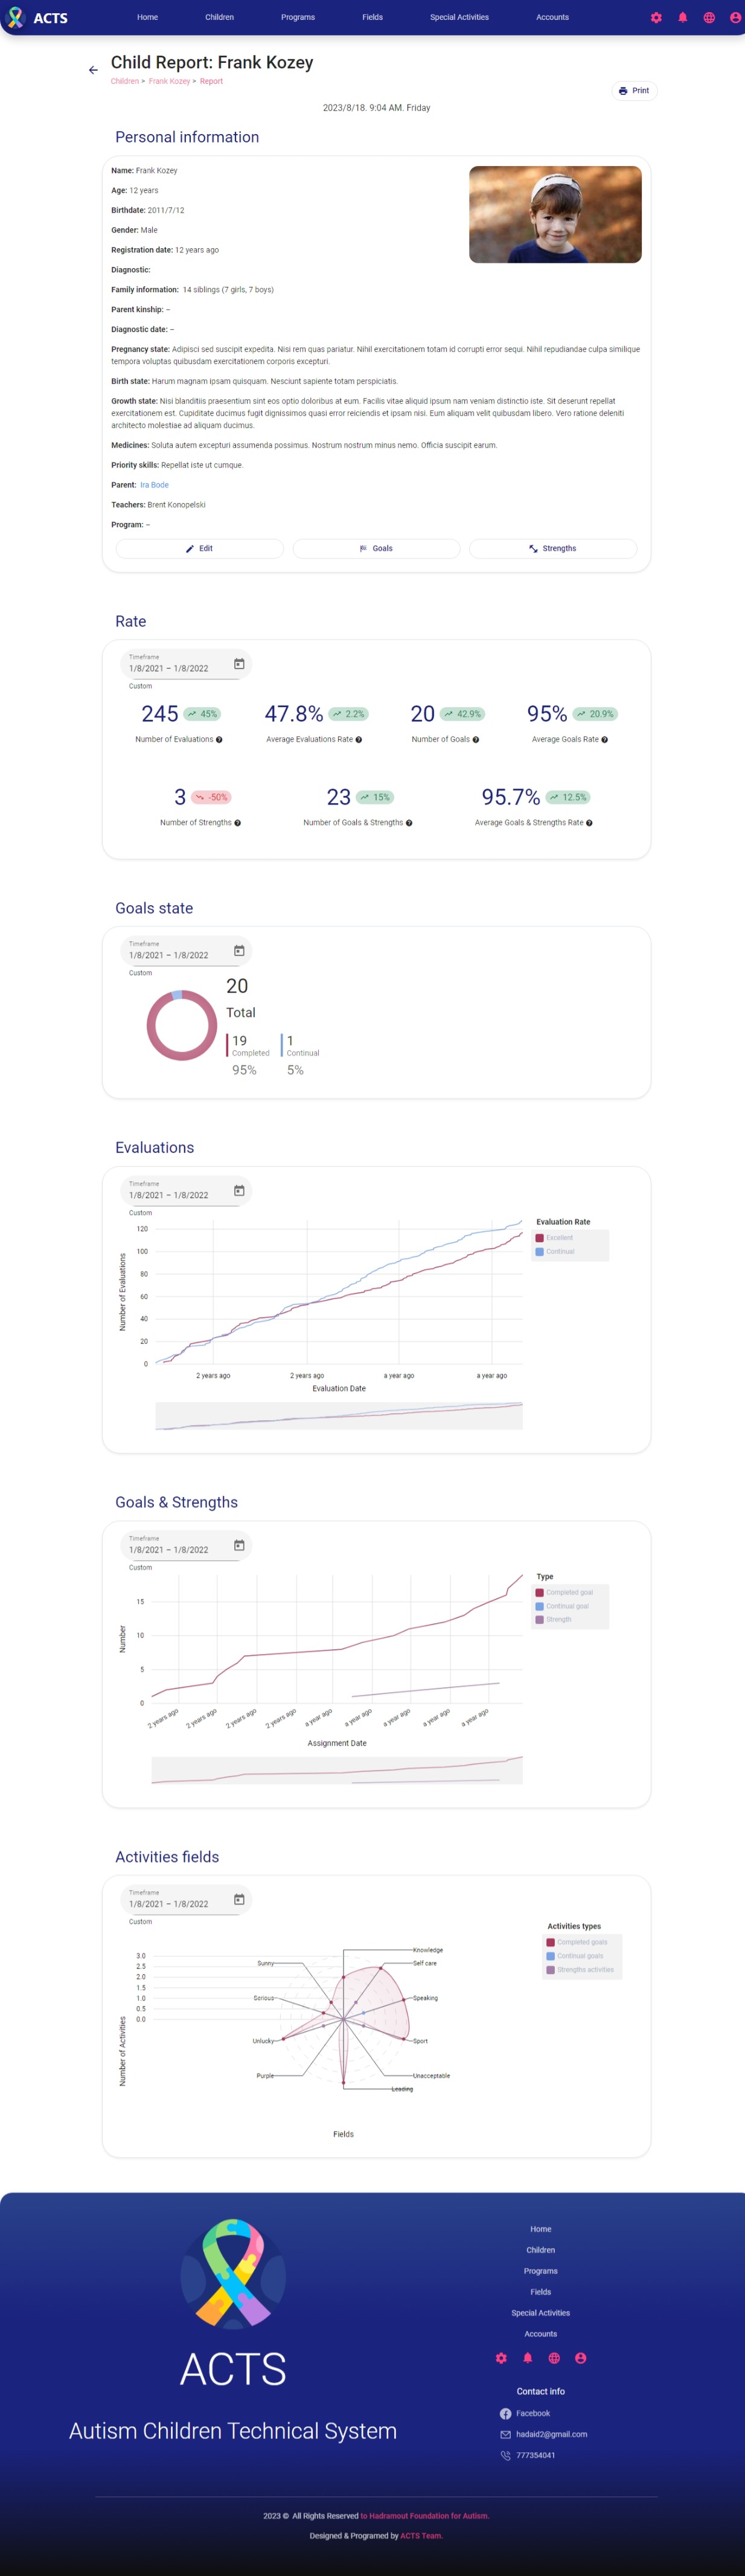 ACTS
Home
Children
Programs
Fields
Special Activities
Accounts
Child Report: Frank Kozey
Children > Frank Kozey > Report
Print
2023/8/18. 9:04 AM. Friday
Personal information
Name: Frank Kozey
Age: 12 years
Birthdate: 2011/7/12
Gender: Male
Registration date: 12 years ago
Diagnostic:
Family information: 14 siblings (7 girls, 7 boys)
Parent kinship: –
Diagnostic date: –
Pregnancy state: Adipisci sed suscipit expedita. Nisi rem quas pariatur. Nihil exercitationem totam id corrupti error sequi. Nihil repudiandae culpa similique
tempora voluptas quibusdam exercitationem corporis excepturi.
Birth state: Harum magnam ipsam quisquam. Nesciunt sapiente totam perspiciatis.
Growth state: Nisi blanditiis praesentium sint eos optio doloribus at eum. Facilis vitae aliquid ipsum nam veniam distinctio iste. Sit deserunt repellat
exercitationem est. Cupiditate ducimus fugit dignissimos quasi error reiciendis et ipsam nisi. Eum aliquam velit quibusdam libero. Vero ratione deleniti
architecto molestiae ad aliquam ducimus.
Medicines: Soluta autem excepturi assumenda possimus. Nostrum nostrum minus nemo. Officia suscipit earum.
Priority skills: Repellat iste ut cumque.
Parent: Ira Bode
Teachers: Brent Konopelski
Program: –
Edit
Goals
Strengths
Rate
Timeframe
1/8/2021 – 1/8/2022
Custom
245 45%
Number of Evaluations
47.8% 2.2%
Average Evaluations Rate
20 42.9%
Number of Goals
95% 20.9%
Average Goals Rate
3 -50%
Number of Strengths
23 15%
Number of Goals & Strengths
95.7% 12.5%
Average Goals & Strengths Rate
Goals state
Timeframe
1/8/2021 – 1/8/2022
Custom
20
Total
19
Completed
95%
1
Continual
5%
Evaluations
Timeframe
1/8/2021 – 1/8/2022
Custom
Number of Evaluations
120
100
80
60
40
20
0
2 years ago
2 years ago
a year ago
a year ago
Evaluation Date
Evaluation Rate
Excellent
Continual
Goals & Strengths
Timeframe
1/8/2021 – 1/8/2022
Custom
Number
15
10
5
0
2 years ago
2 years ago
2 years ago
2 years ago
a year ago
a year ago
a year ago
a year ago
a year ago
Assignment Date
Type
Completed goal
Continual goal
Strength
Activities fields
Timeframe
1/8/2021 – 1/8/2022
Custom
Number of Activities
3.0
2.5
2.0
1.5
1.0
0.5
0.0
Knowledge
Self care
Speaking
Sport
Unacceptable
Leading
Purple
Unlucky
Serious
Sunny
Fields
Activities types
Completed goals
Continual goals
Strengths activities
ACTS
Autism Children Technical System
Home
Children
Programs
Fields
Special Activities
Accounts
Contact info
Facebook
hadaid2@gmail.com
777354041
2023 © All Rights Reserved to Hadramout Foundation for Autism.
Designed & Programed by ACTS Team.